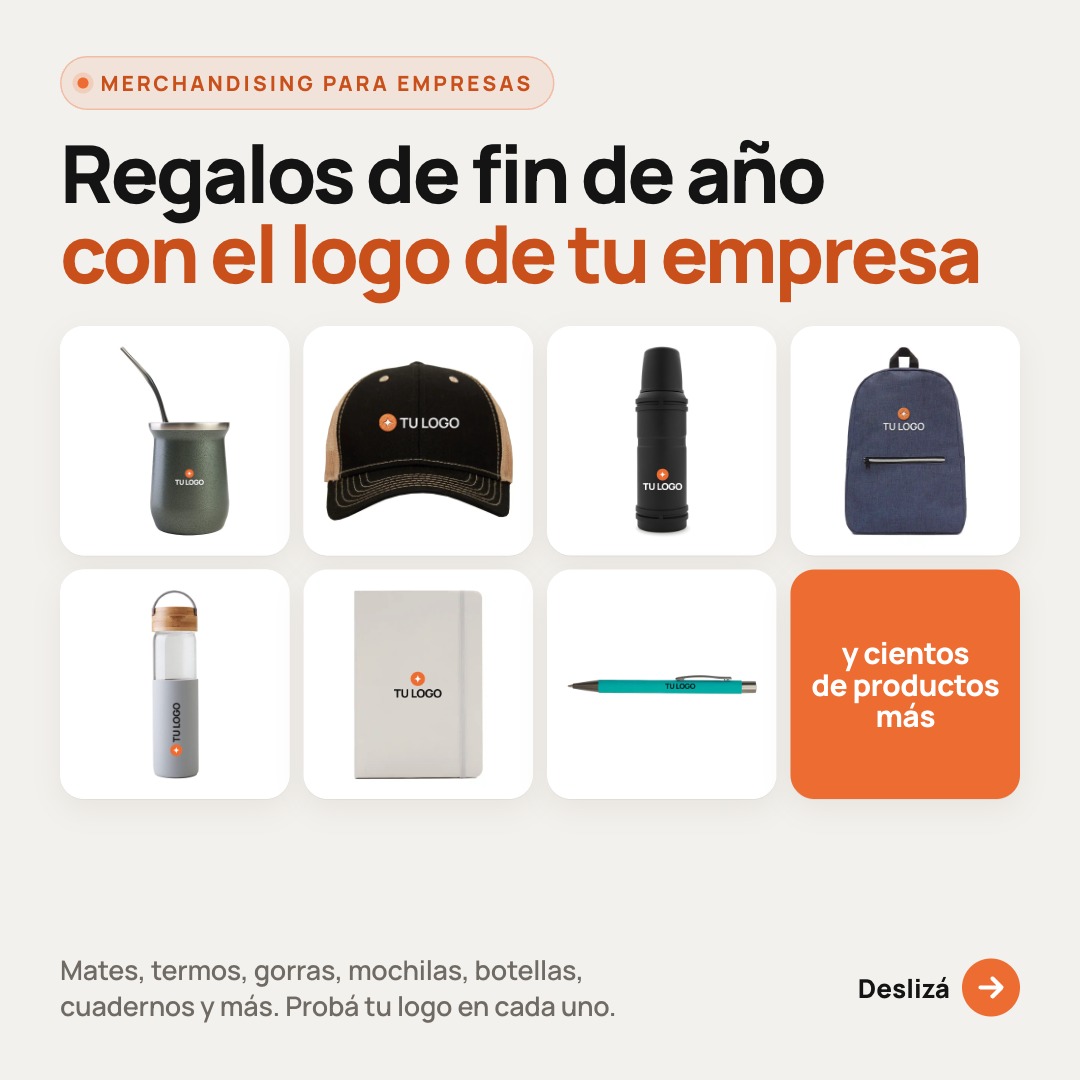 MERCHANDISING PARA EMPRESAS
Regalos de fin de año
con el logo de tu empresa
TU LOGO
TU LOGO
TU LOGO
TU LOGO
TU LOGO
TU LOGO
TU LOGO
y cientos
de productos
más
Mates, termos, gorras, mochilas, botellas,
cuadernos y más. Probá tu logo en cada uno.
Deslizá